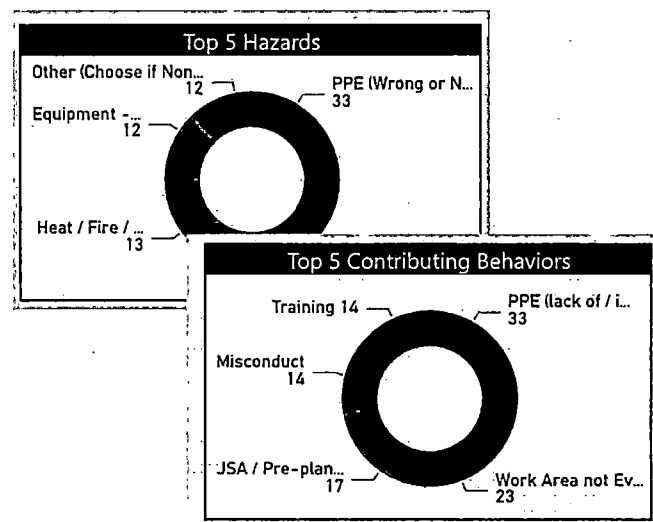 Top 5 Hazards
Other (Choose if Non...
12
PPE (Wrong or N...
33
Equipment -...
12
Heat / Fire / ...
13
Top 5 Contributing Behaviors
Training 14
PPE (lack of / i...
33
Misconduct
14
JSA / Pre-plan...
17
Work Area not Ev...
23